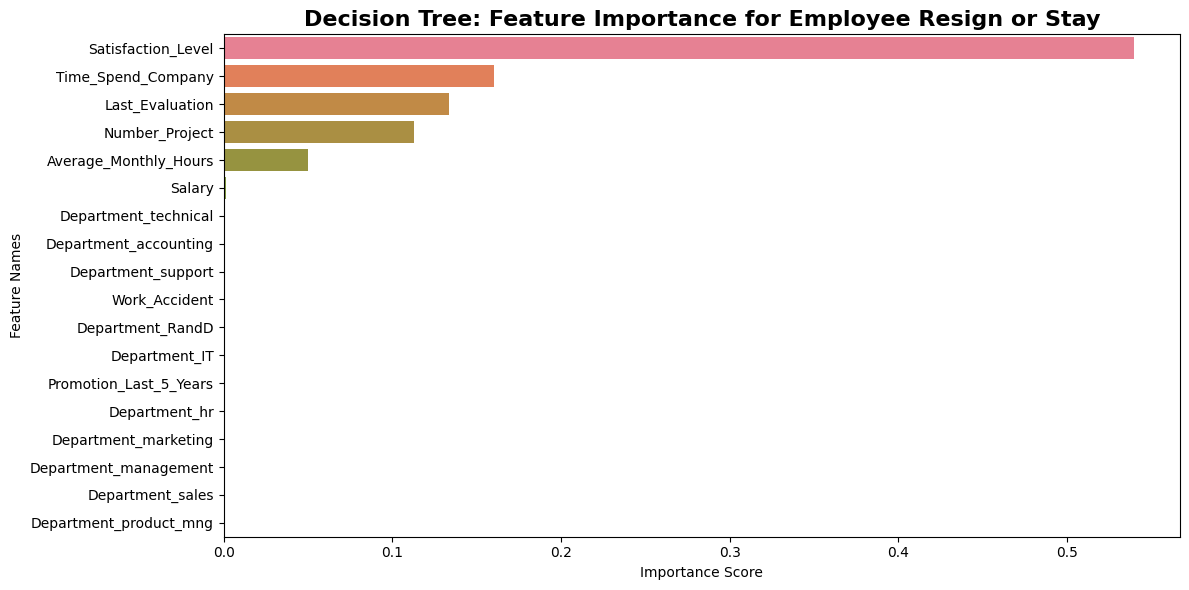 Decision Tree: Feature Importance for Employee Resign or Stay
Feature Names
Satisfaction_Level
Time_Spend_Company
Last_Evaluation
Number_Project
Average_Monthly_Hours
Salary
Department_technical
Department_accounting
Department_support
Work_Accident
Department_RandD
Department_IT
Promotion_Last_5_Years
Department_hr
Department_marketing
Department_management
Department_sales
Department_product_mng
0.0 0.1 0.2 0.3 0.4 0.5
Importance Score